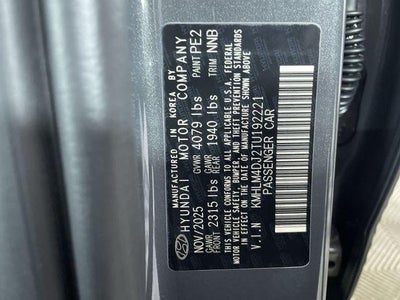 MANUFACTURED IN KOREA BY
HYUNDAI MOTOR COMPANY
NOV/2025 GVWR 4079 lbs PAINT PE2
GAWR FRONT 2315 lbs GAWR REAR 1940 lbs TRIM NNB
THIS VEHICLE CONFORMS TO ALL APPLICABLE U.S.A. FEDERAL
MOTOR VEHICLE SAFETY, BUMPER, AND THEFT PREVENTION STANDARDS
IN EFFECT ON THE DATE OF MANUFACTURE SHOWN ABOVE.
V.I.N : KMHLM4DJ2TU192221
PASSENGER CAR